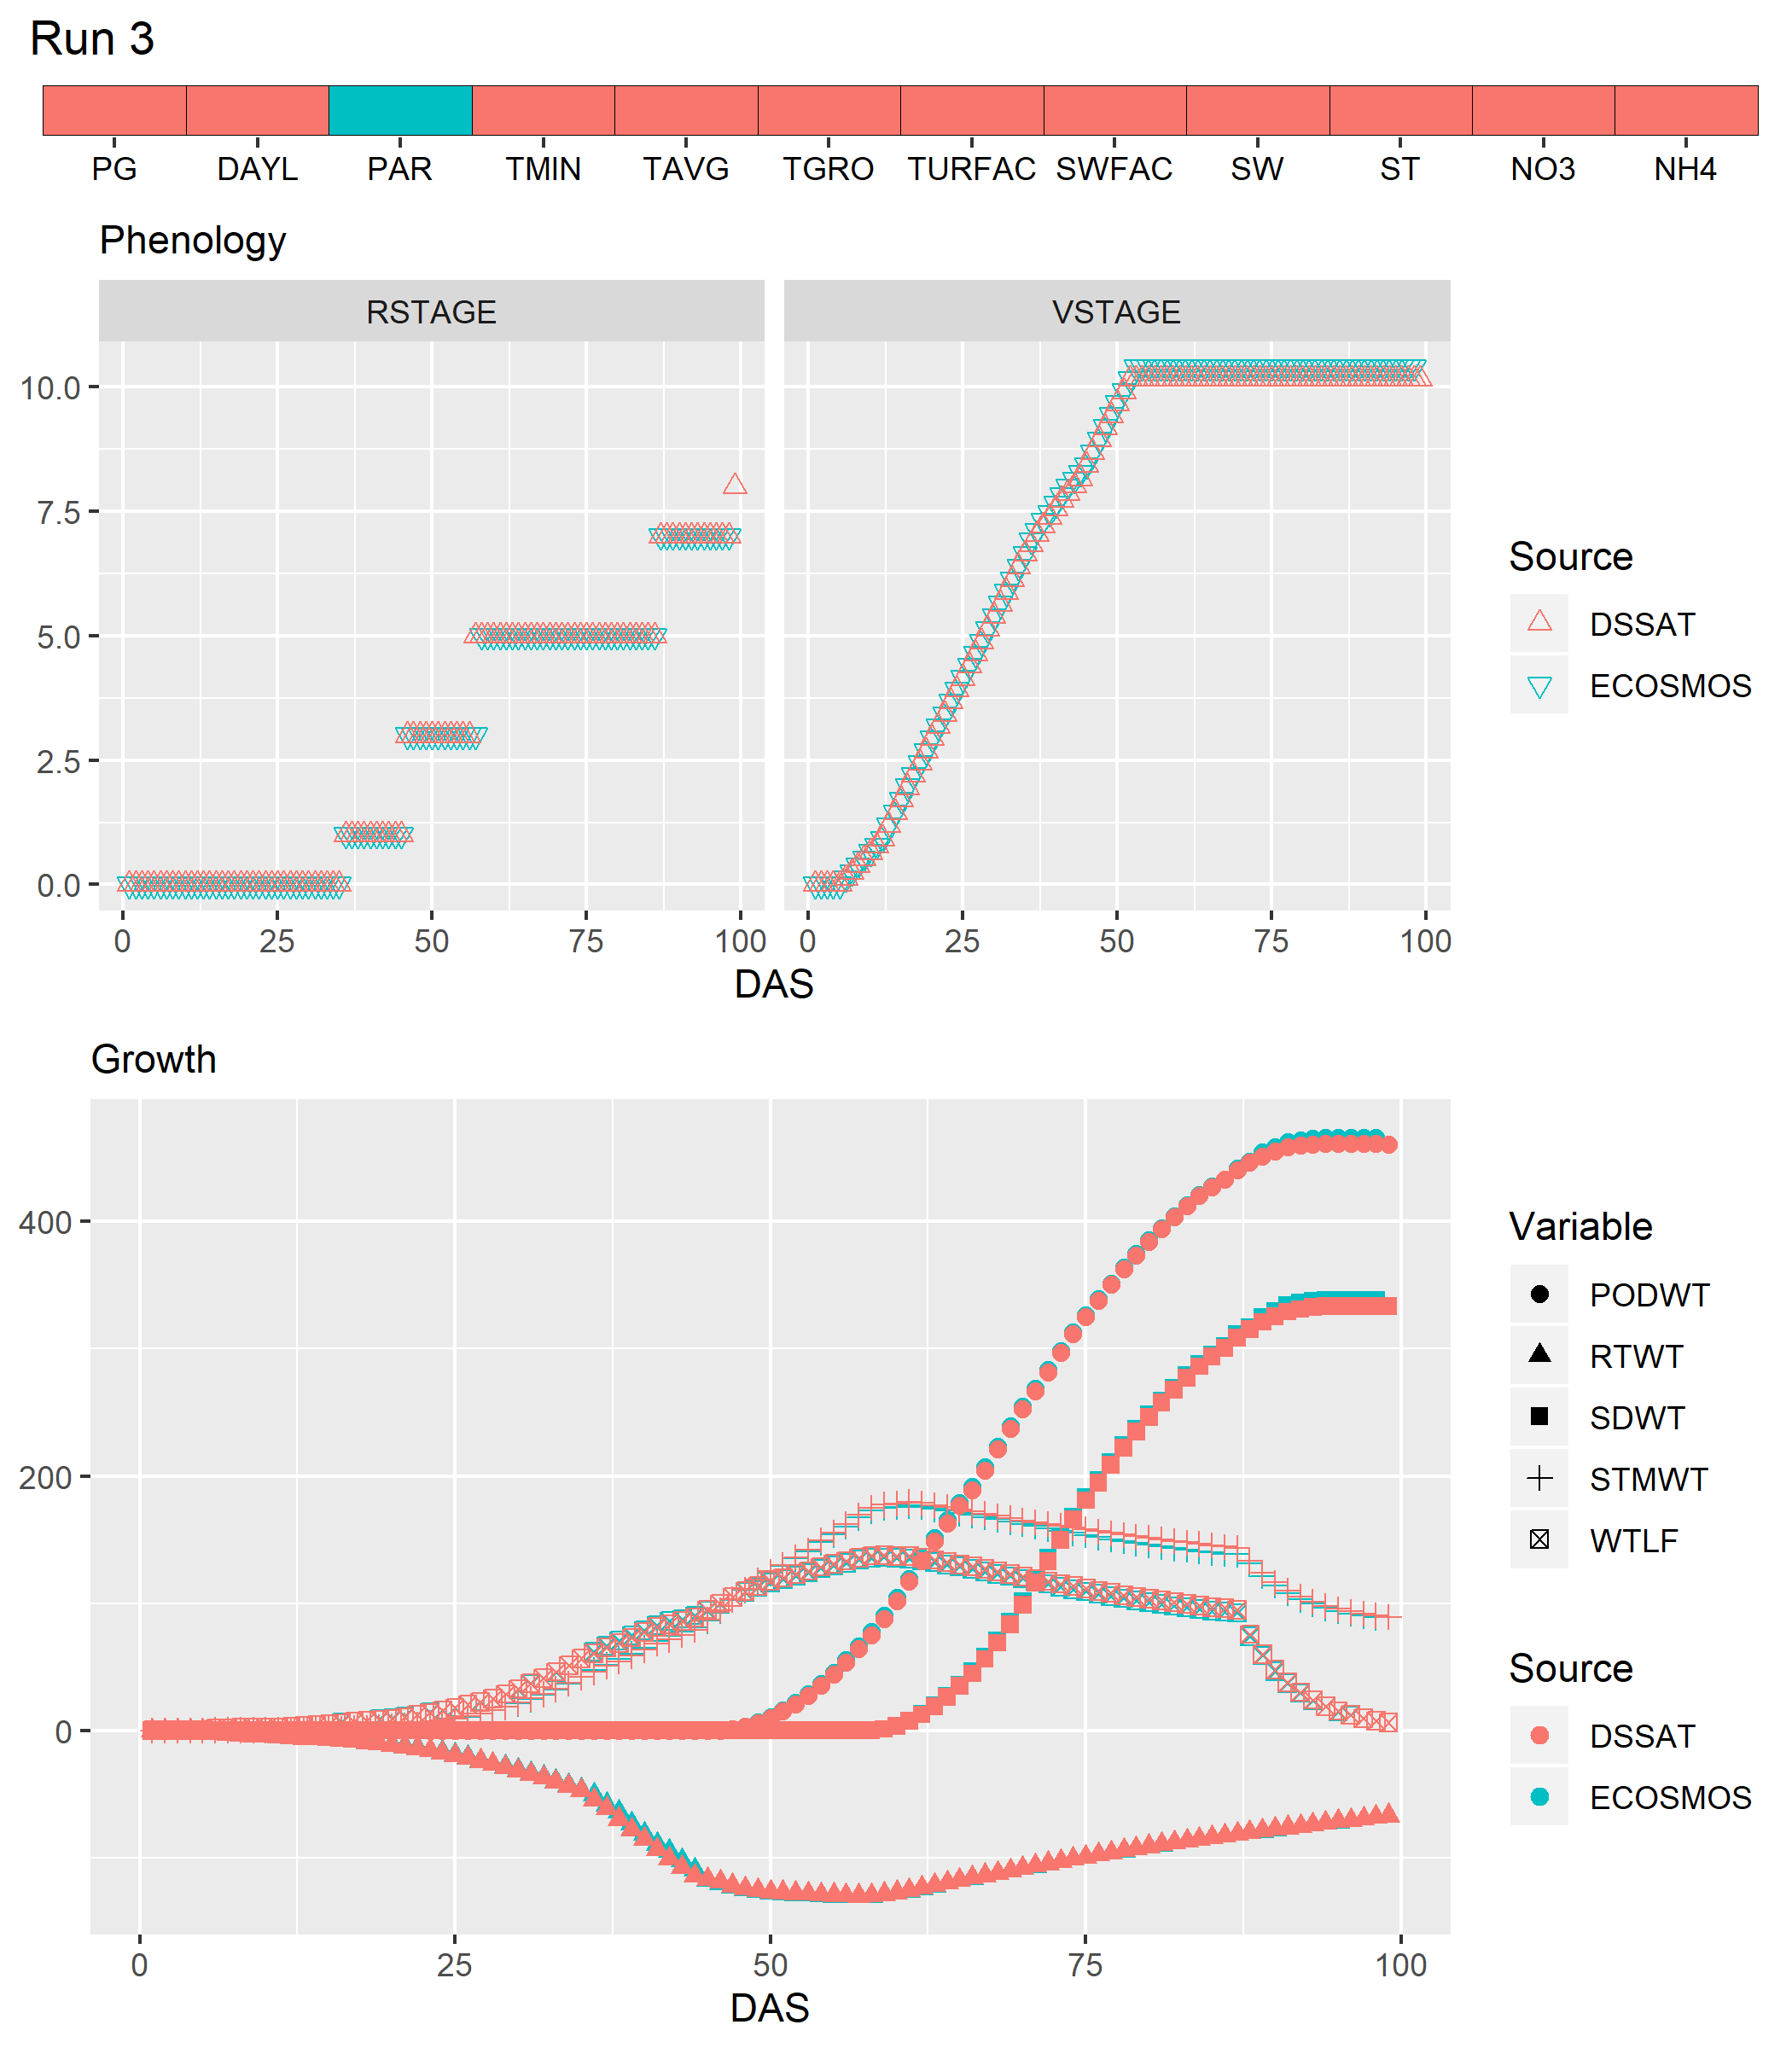 Run 3
PG DAYL PAR TMIN TAVG TGRO TURFAC SWFAC SW ST NO3 NH4
Phenology
RSTAGE VSTAGE
10.0
7.5
5.0
2.5
0.0
0 25 50 75 100 0 25 50 75 100
DAS
Source
DSSAT
ECOSMOS
Growth
400
200
0
0 25 50 75 100
DAS
Variable
PODWT
RTWT
SDWT
STMWT
WTLF
Source
DSSAT
ECOSMOS